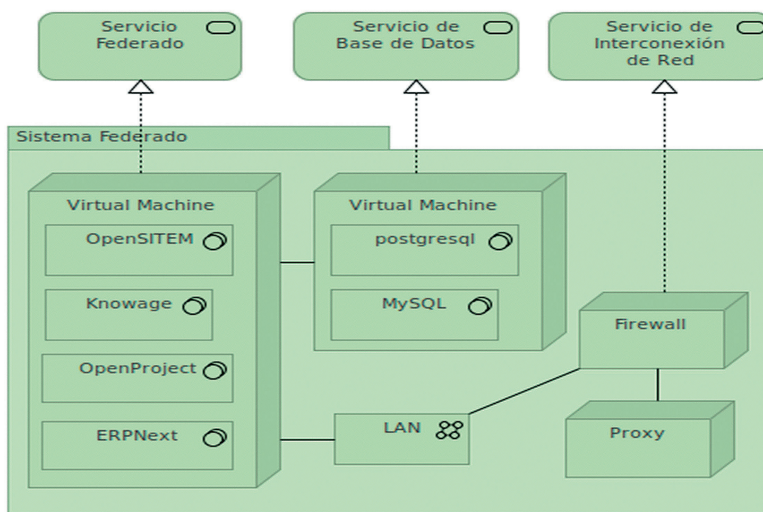 Servicio
Federado
Servicio de
Base de Datos
Servicio de
Interconexión
de Red
Sistema Federado
Virtual Machine
OpenSITEM
Knowage
OpenProject
ERPNext
Virtual Machine
postgresql
MySQL
LAN
Firewall
Proxy